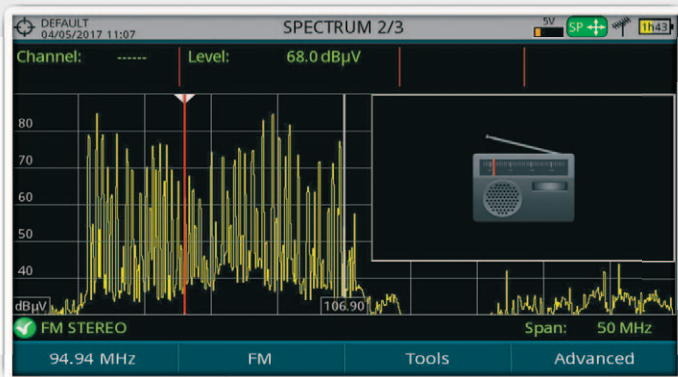 DEFAULT
04/05/2017 11:07
SPECTRUM 2/3
5V
SP
1h43
Channel: ------ Level: 68.0 dBµV
80
70
60
50
40
dBµV
106.90
FM STEREO
Span: 50 MHz
94.94 MHz FM Tools Advanced